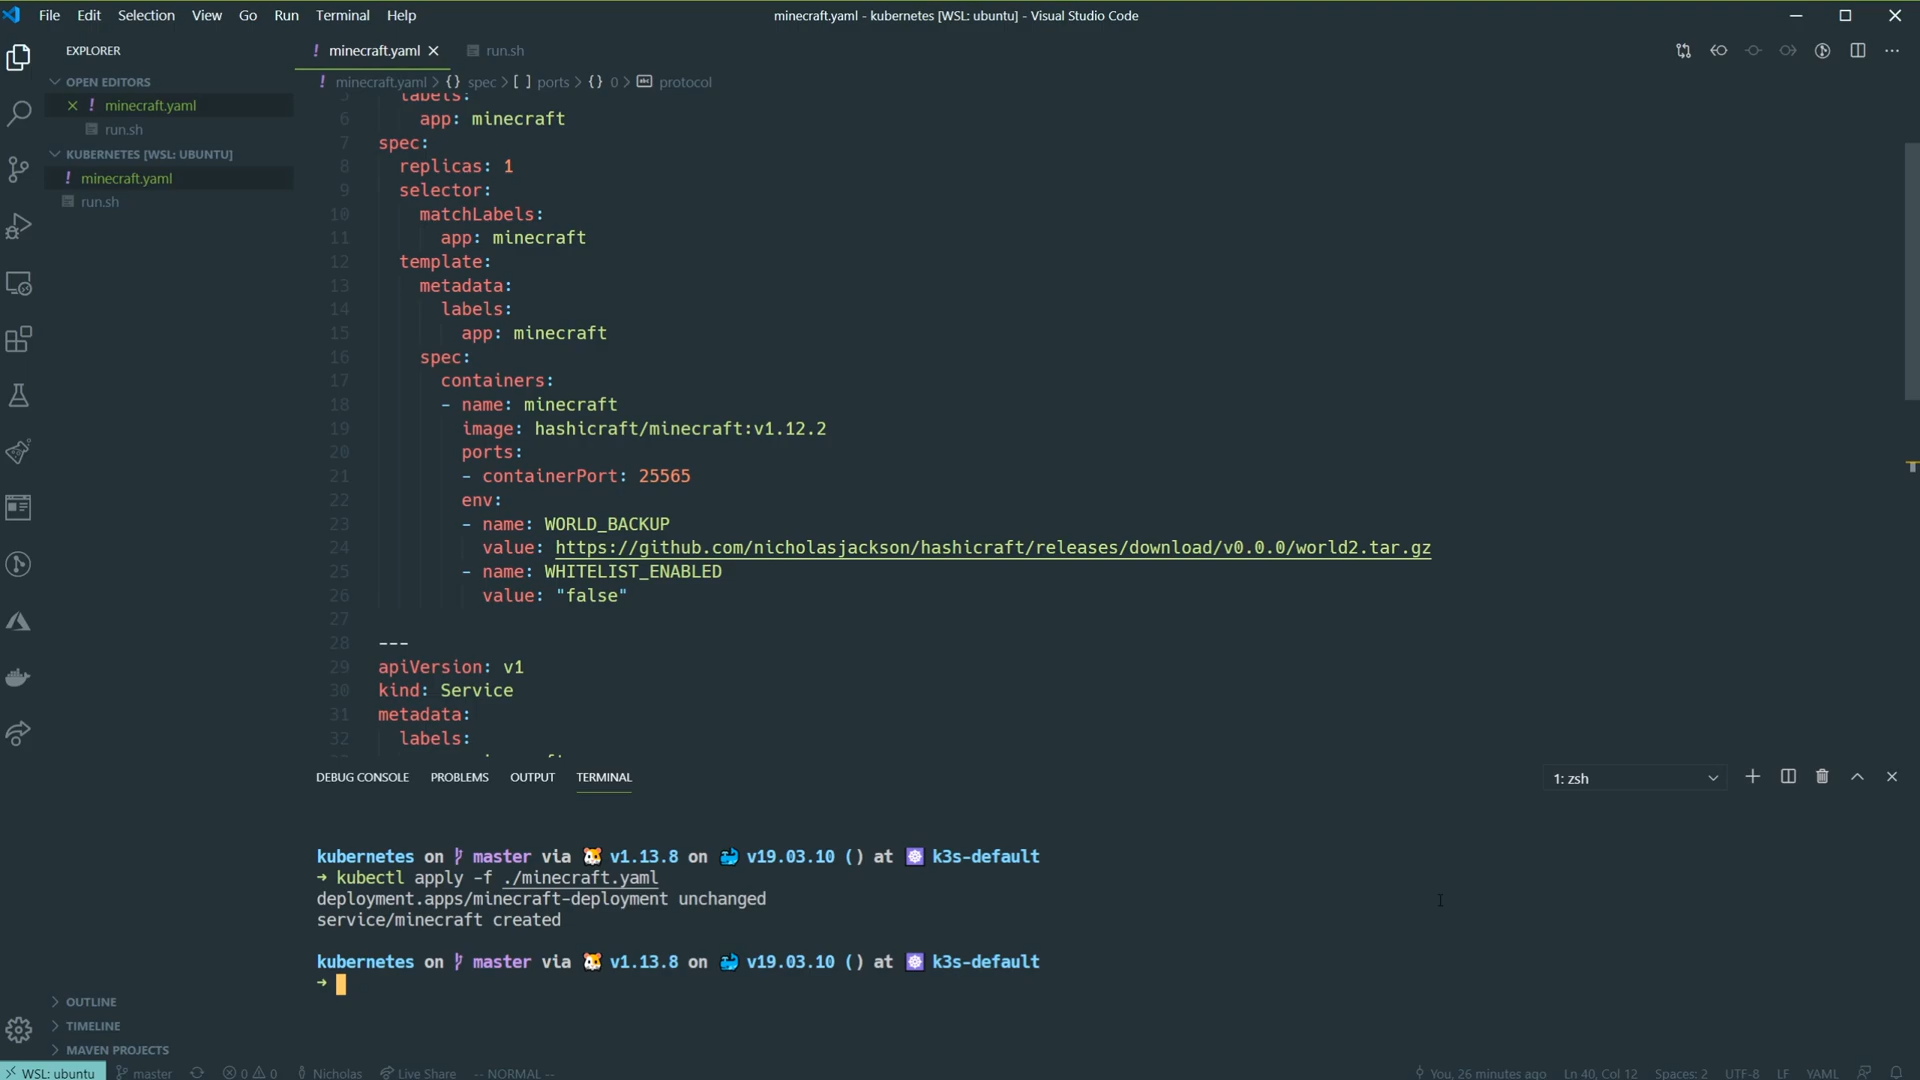 File Edit Selection View Go Run Terminal Help
minecraft.yaml - kubernetes [WSL: ubuntu] - Visual Studio Code
EXPLORER
OPEN EDITORS
minecraft.yaml
run.sh
KUBERNETES [WSL: UBUNTU]
! minecraft.yaml
run.sh
! minecraft.yaml run.sh
! minecraft.yaml > {} spec > [ ] ports > {} 0 > abc protocol
labels:
6 app: minecraft
7 spec:
8 replicas: 1
9 selector:
10 matchLabels:
11 app: minecraft
12 template:
13 metadata:
14 labels:
15 app: minecraft
16 spec:
17 containers:
18 - name: minecraft
19 image: hashicraft/minecraft:v1.12.2
20 ports:
21 - containerPort: 25565
22 env:
23 - name: WORLD_BACKUP
24 value: https://github.com/nicholasjackson/hashicraft/releases/download/v0.0.0/world2.tar.gz
25 - name: WHITELIST_ENABLED
26 value: "false"
27
28 ---
29 apiVersion: v1
30 kind: Service
31 metadata:
32 labels:
DEBUG CONSOLE PROBLEMS OUTPUT TERMINAL
1: zsh
kubernetes on master via v1.13.8 on v19.03.10 () at k3s-default
→ kubectl apply -f ./minecraft.yaml
deployment.apps/minecraft-deployment unchanged
service/minecraft created
kubernetes on master via v1.13.8 on v19.03.10 () at k3s-default
→
OUTLINE
TIMELINE
MAVEN PROJECTS
WSL: ubuntu master 0 0 Nicholas Live Share -- NORMAL -- You, 26 minutes ago Ln 40, Col 12 Spaces: 2 UTF-8 LF YAML